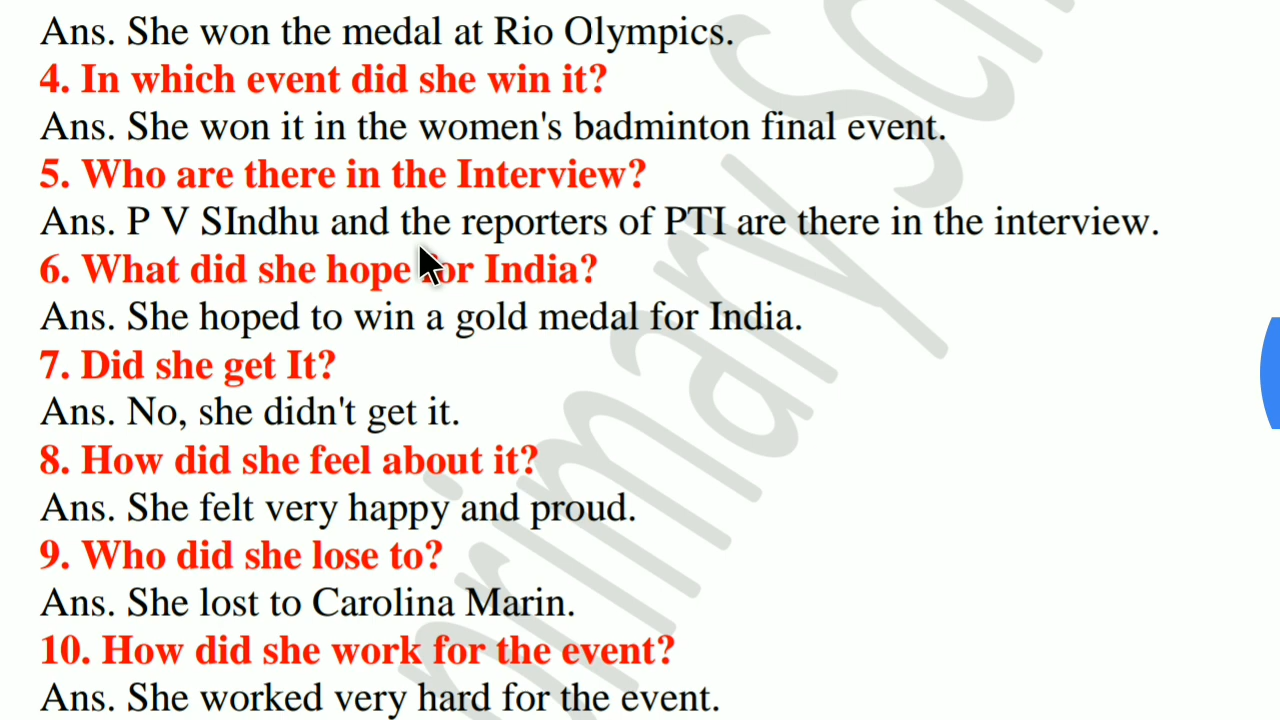 Ans. She won the medal at Rio Olympics.
4. In which event did she win it?
Ans. She won it in the women's badminton final event.
5. Who are there in the Interview?
Ans. P V SIndhu and the reporters of PTI are there in the interview.
6. What did she hope for India?
Ans. She hoped to win a gold medal for India.
7. Did she get It?
Ans. No, she didn't get it.
8. How did she feel about it?
Ans. She felt very happy and proud.
9. Who did she lose to?
Ans. She lost to Carolina Marin.
10. How did she work for the event?
Ans. She worked very hard for the event.